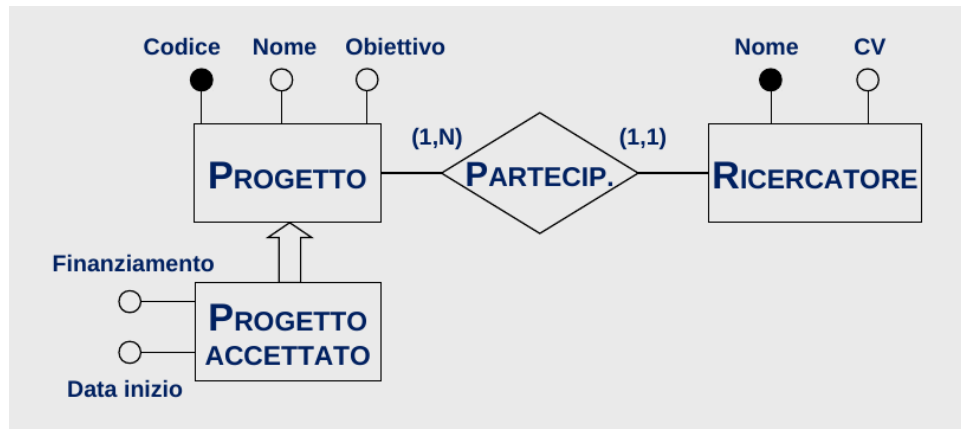 Codice Nome Obiettivo Nome CV
(1,N) (1,1)
PROGETTO PARTECIP. RICERCATORE
Finanziamento
PROGETTO
ACCETTATO
Data inizio